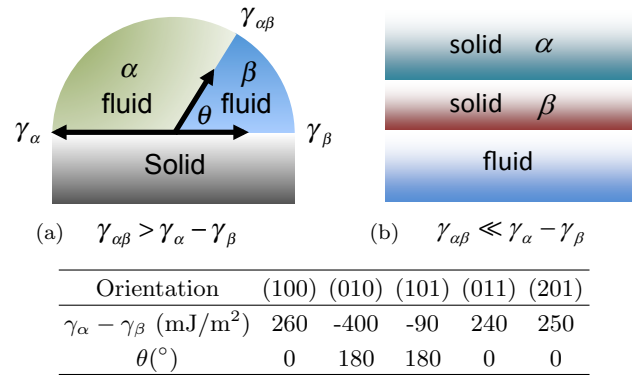 γαβ
α
fluid
β
fluid
θ
γα
γβ
Solid
(a) γαβ > γα − γβ
solid α
solid β
fluid
(b) γαβ ≪ γα − γβ
Orientation (100) (010) (101) (011) (201)
γα − γβ (mJ/m²) 260 -400 -90 240 250
θ(°) 0 180 180 0 0